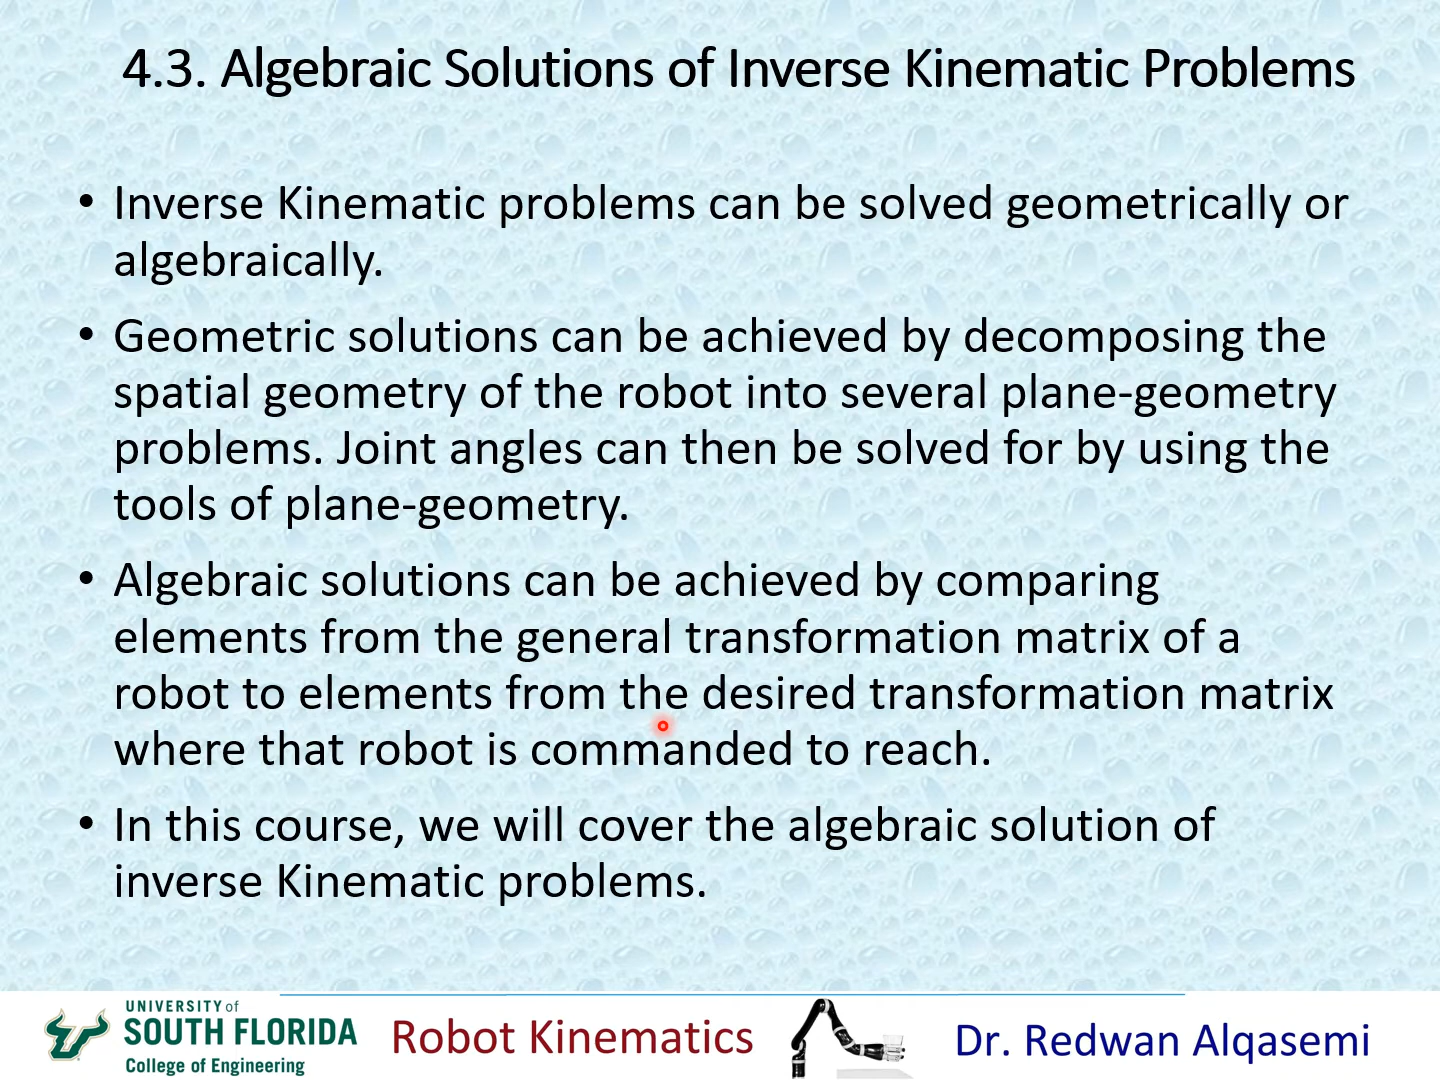 4.3. Algebraic Solutions of Inverse Kinematic Problems
• Inverse Kinematic problems can be solved geometrically or
algebraically.
• Geometric solutions can be achieved by decomposing the
spatial geometry of the robot into several plane-geometry
problems. Joint angles can then be solved for by using the
tools of plane-geometry.
• Algebraic solutions can be achieved by comparing
elements from the general transformation matrix of a
robot to elements from the desired transformation matrix
where that robot is commanded to reach.
• In this course, we will cover the algebraic solution of
inverse Kinematic problems.
UNIVERSITY of
SOUTH FLORIDA
College of Engineering
Robot Kinematics
Dr. Redwan Alqasemi